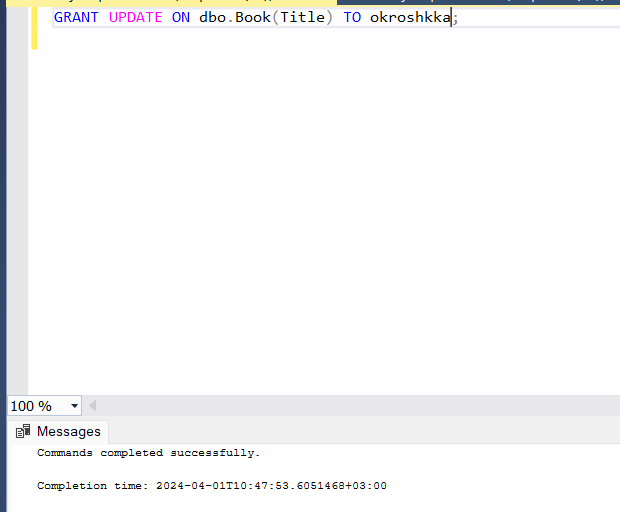 GRANT UPDATE ON dbo.Book(Title) TO okroshkka;
100 %
Messages
Commands completed successfully.
Completion time: 2024-04-01T10:47:53.6051468+03:00